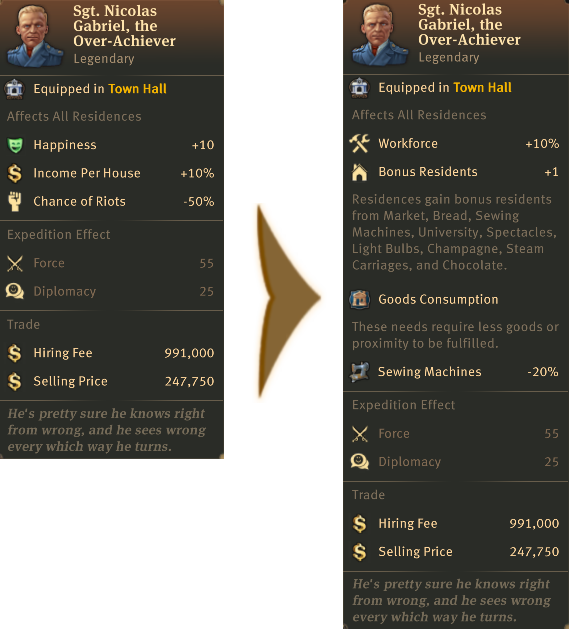 Sgt. Nicolas
Gabriel, the
Over-Achiever
Legendary
Equipped in Town Hall
Affects All Residences
Happiness +10
Income Per House +10%
Chance of Riots -50%
Expedition Effect
Force 55
Diplomacy 25
Trade
Hiring Fee 991,000
Selling Price 247,750
He's pretty sure he knows right
from wrong, and he sees wrong
every which way he turns.
Sgt. Nicolas
Gabriel, the
Over-Achiever
Legendary
Equipped in Town Hall
Affects All Residences
Workforce +10%
Bonus Residents +1
Residences gain bonus residents
from Market, Bread, Sewing
Machines, University, Spectacles,
Light Bulbs, Champagne, Steam
Carriages, and Chocolate.
Goods Consumption
These needs require less goods or
proximity to be fulfilled.
Sewing Machines -20%
Expedition Effect
Force 55
Diplomacy 25
Trade
Hiring Fee 991,000
Selling Price 247,750
He's pretty sure he knows right
from wrong, and he sees wrong
every which way he turns.